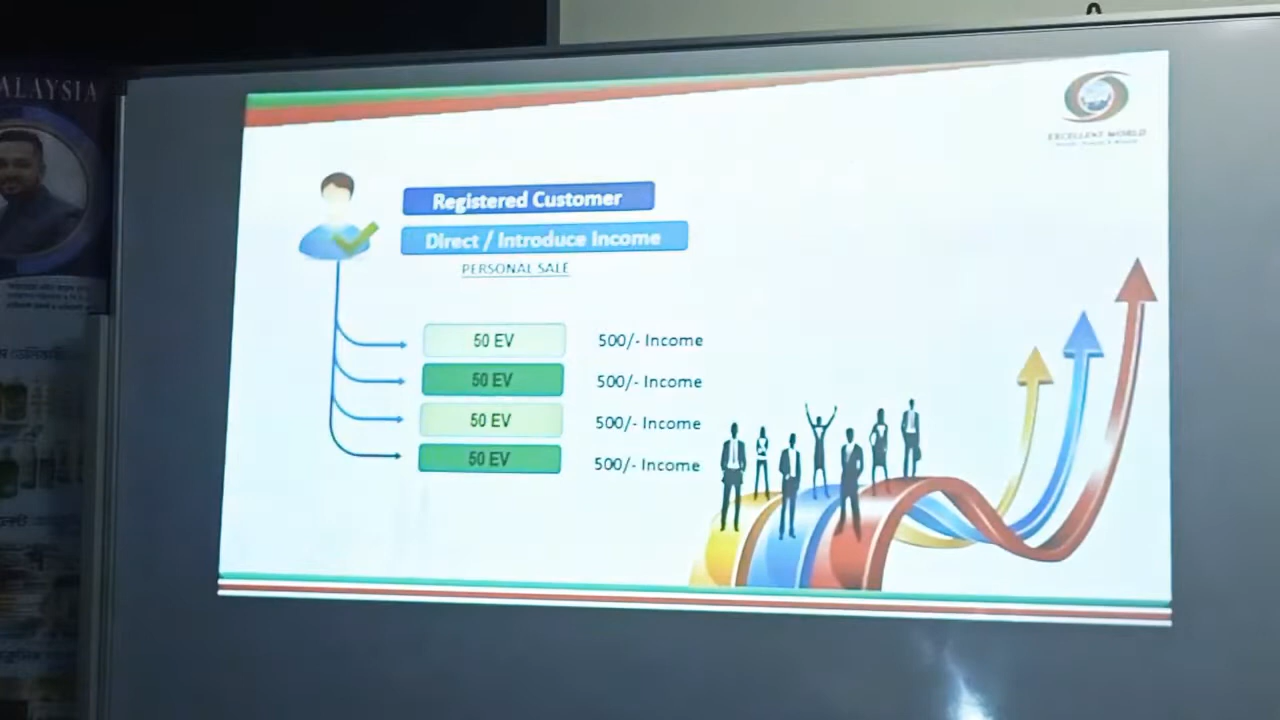 ALAYSIA
EXCELLENT WORLD
Registered Customer
Direct / Introduce Income
PERSONAL SALE
50 EV 500/- Income
50 EV 500/- Income
50 EV 500/- Income
50 EV 500/- Income